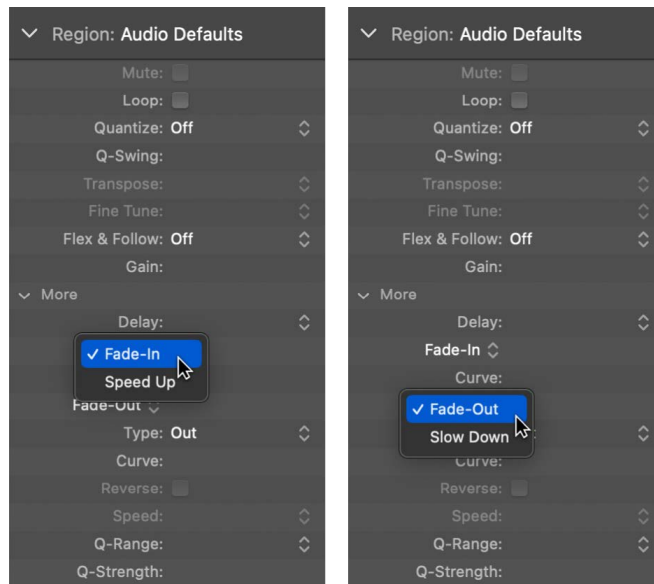 Region: Audio Defaults
Mute:
Loop:
Quantize: Off
Q-Swing:
Transpose:
Fine Tune:
Flex & Follow: Off
Gain:
More
Delay:
✓ Fade-In
Speed Up
Fade-Out
Type: Out
Curve:
Reverse:
Speed:
Q-Range:
Q-Strength:
Region: Audio Defaults
Mute:
Loop:
Quantize: Off
Q-Swing:
Transpose:
Fine Tune:
Flex & Follow: Off
Gain:
More
Delay:
Fade-In
Curve:
✓ Fade-Out
Slow Down
Curve:
Reverse:
Speed:
Q-Range:
Q-Strength: